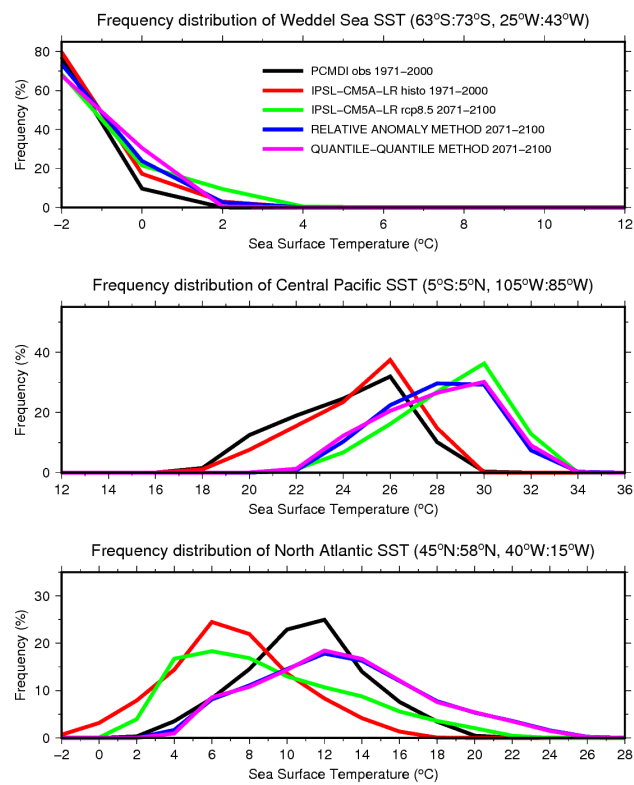 Frequency distribution of Weddel Sea SST (63°S:73°S, 25°W:43°W)
80
60
40
20
0
Frequency (%)
PCMDI obs 1971−2000
IPSL−CM5A−LR histo 1971−2000
IPSL−CM5A−LR rcp8.5 2071−2100
RELATIVE ANOMALY METHOD 2071−2100
QUANTILE−QUANTILE METHOD 2071−2100
−2 0 2 4 6 8 10 12
Sea Surface Temperature (°C)
Frequency distribution of Central Pacific SST (5°S:5°N, 105°W:85°W)
40
20
0
Frequency (%)
12 14 16 18 20 22 24 26 28 30 32 34 36
Sea Surface Temperature (°C)
Frequency distribution of North Atlantic SST (45°N:58°N, 40°W:15°W)
30
20
10
0
Frequency (%)
−2 0 2 4 6 8 10 12 14 16 18 20 22 24 26 28
Sea Surface Temperature (°C)